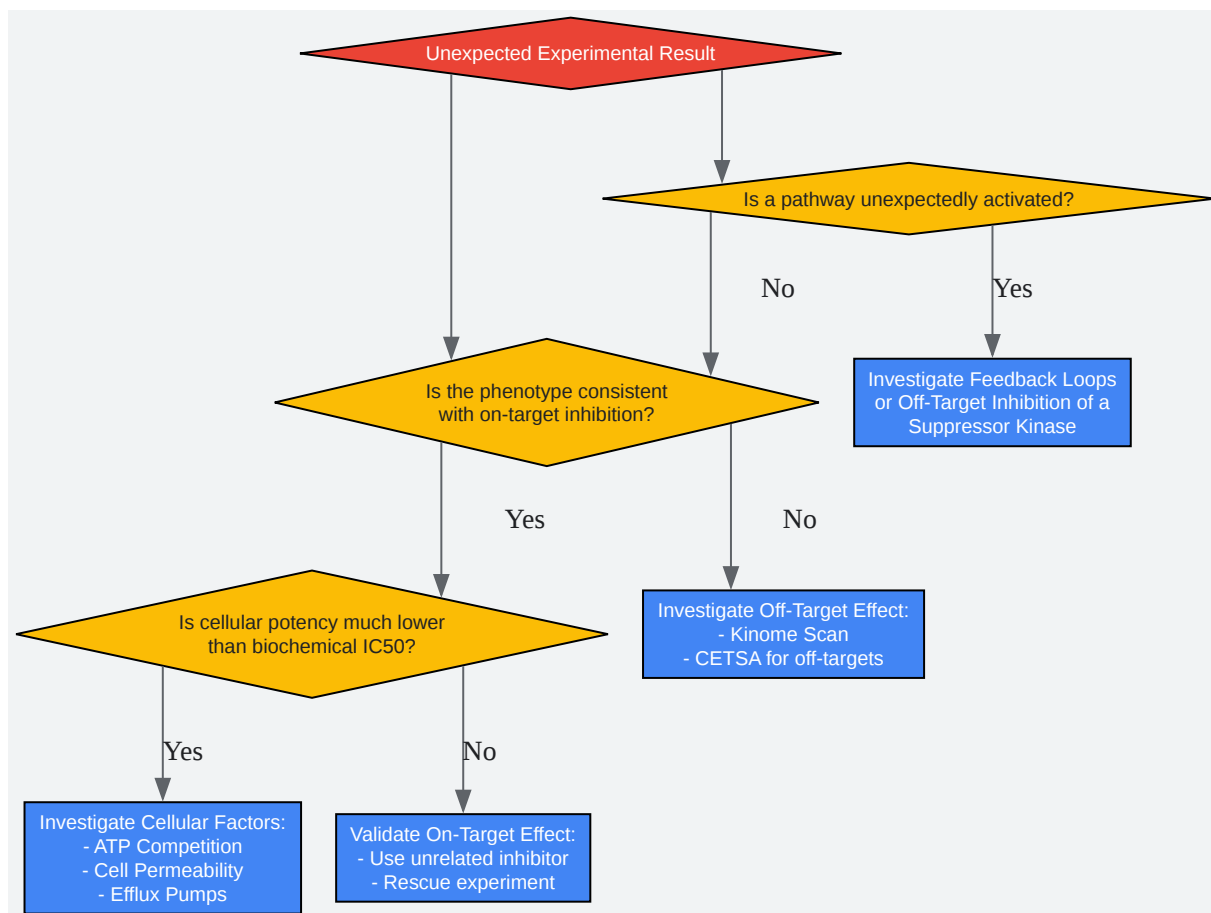 Unexpected Experimental Result
Is a pathway unexpectedly activated?
No
Yes
Is the phenotype consistent
with on-target inhibition?
Investigate Feedback Loops
or Off-Target Inhibition of a
Suppressor Kinase
Yes
No
Is cellular potency much lower
than biochemical IC50?
Investigate Off-Target Effect:
- Kinome Scan
- CETSA for off-targets
Yes
No
Investigate Cellular Factors:
- ATP Competition
- Cell Permeability
- Efflux Pumps
Validate On-Target Effect:
- Use unrelated inhibitor
- Rescue experiment